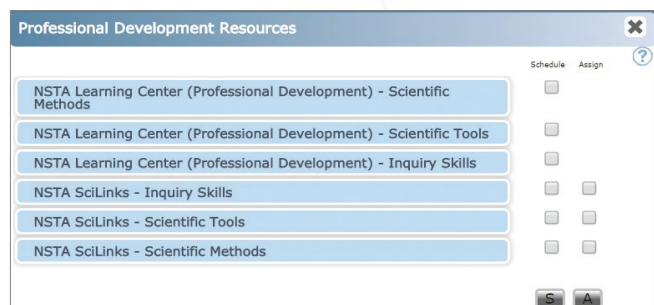 Professional Development Resources
Schedule Assign
NSTA Learning Center (Professional Development) - Scientific
Methods
NSTA Learning Center (Professional Development) - Scientific Tools
NSTA Learning Center (Professional Development) - Inquiry Skills
NSTA SciLinks - Inquiry Skills
NSTA SciLinks - Scientific Tools
NSTA SciLinks - Scientific Methods
S A